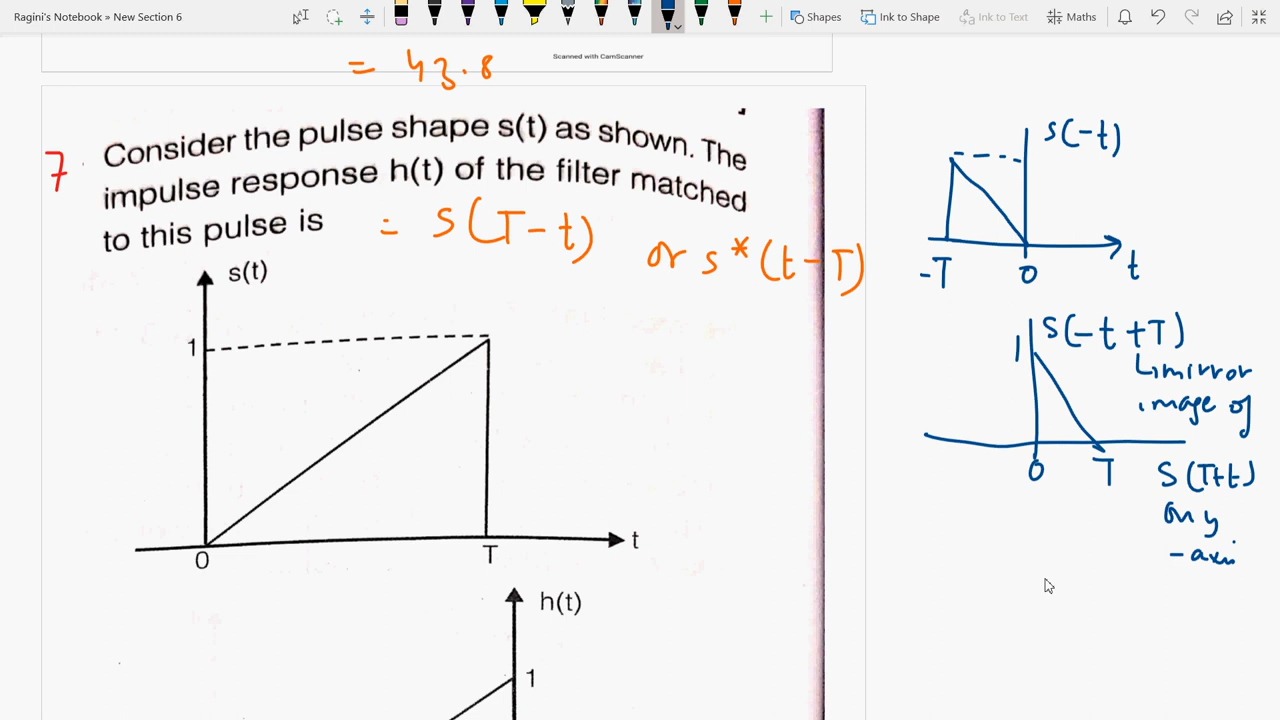 Ragini's Notebook » New Section 6
Shapes
Ink to Shape
Ink to Text
Maths
Scanned with CamScanner
= 43.8
7. Consider the pulse shape s(t) as shown. The
impulse response h(t) of the filter matched
to this pulse is = s(T-t) or s*(t-T)
s(t)
1
0
T
t
h(t)
1
s(-t)
-T
0
t
s(-t+T)
1
mirror
image of
0
T
s(T+t)
on y
-axis